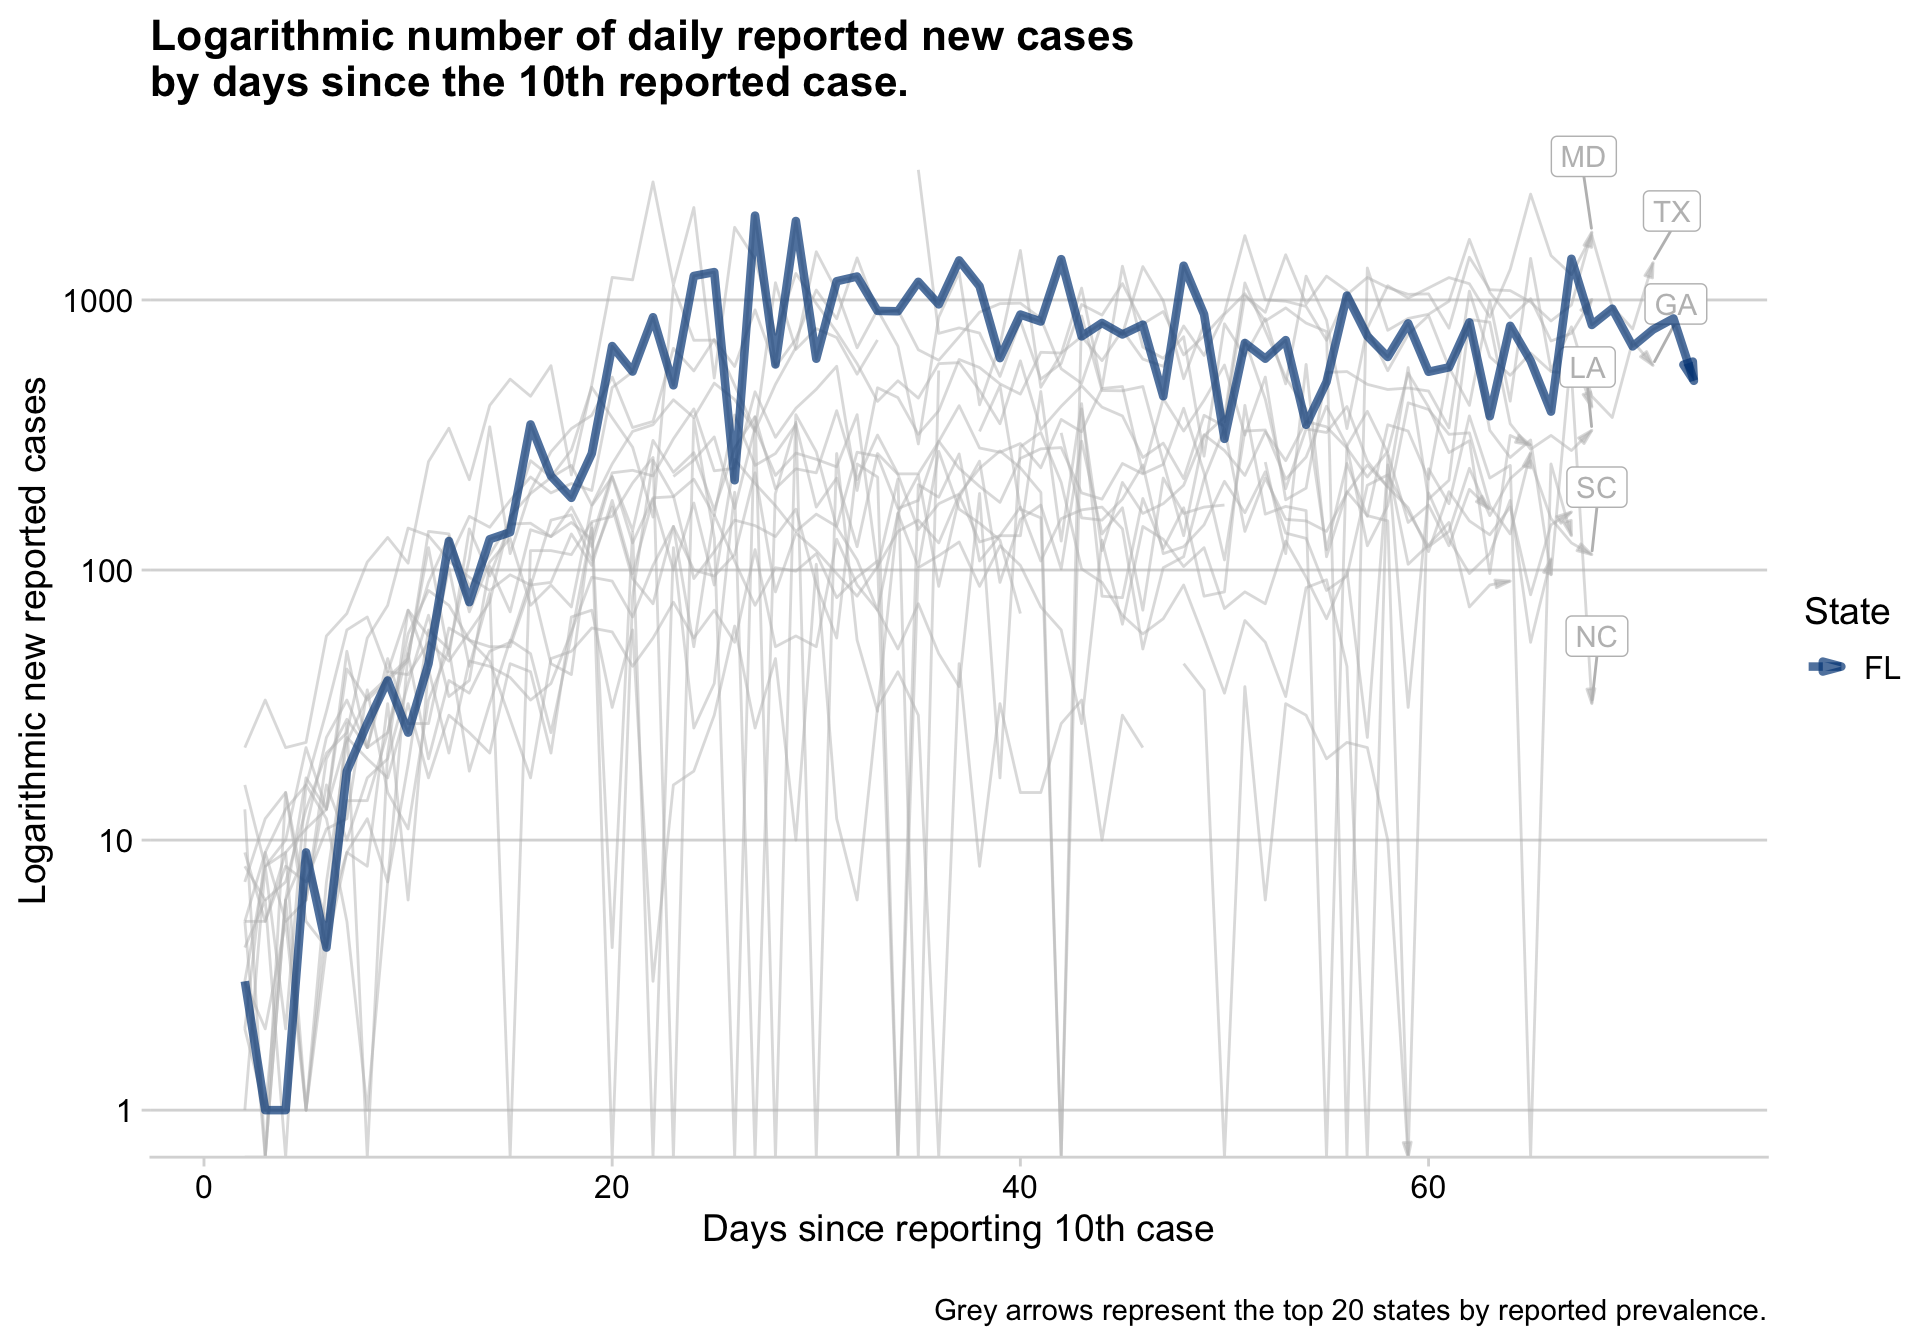 Logarithmic number of daily reported new cases
by days since the 10th reported case.
MD
TX
GA
LA
SC
NC
1000
100
10
1
Logarithmic new reported cases
0 20 40 60
Days since reporting 10th case
State
FL
Grey arrows represent the top 20 states by reported prevalence.